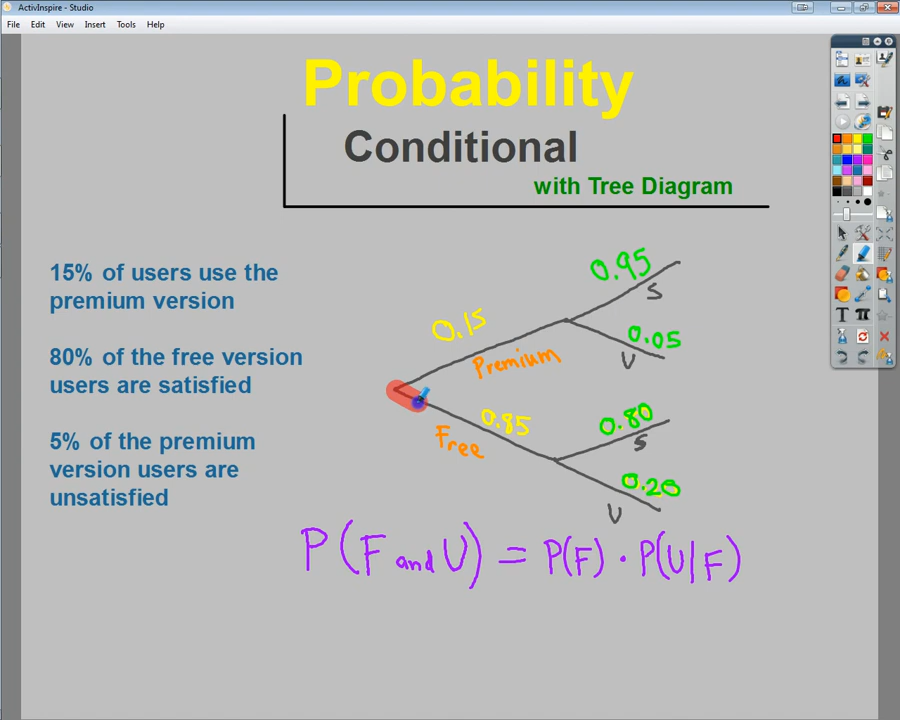 ActivInspire - Studio
File Edit View Insert Tools Help
Probability
Conditional
with Tree Diagram
15% of users use the
premium version
80% of the free version
users are satisfied
5% of the premium
version users are
unsatisfied
0.95
S
0.15
0.05
Premium
U
0.85
0.80
Free
S
0.20
U
P(F and U) = P(F) · P(U|F)